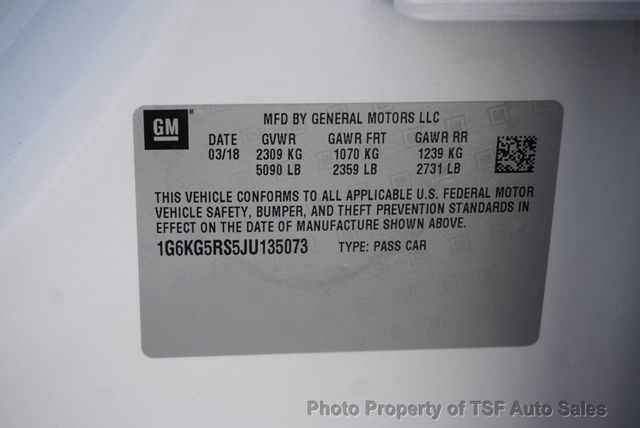 GM
MFD BY GENERAL MOTORS LLC
DATE GVWR GAWR FRT GAWR RR
03/18 2309 KG 1070 KG 1239 KG
5090 LB 2359 LB 2731 LB
THIS VEHICLE CONFORMS TO ALL APPLICABLE U.S. FEDERAL MOTOR
VEHICLE SAFETY, BUMPER, AND THEFT PREVENTION STANDARDS IN
EFFECT ON THE DATE OF MANUFACTURE SHOWN ABOVE.
1G6KG5RS5JU135073 TYPE: PASS CAR
Photo Property of TSF Auto Sales